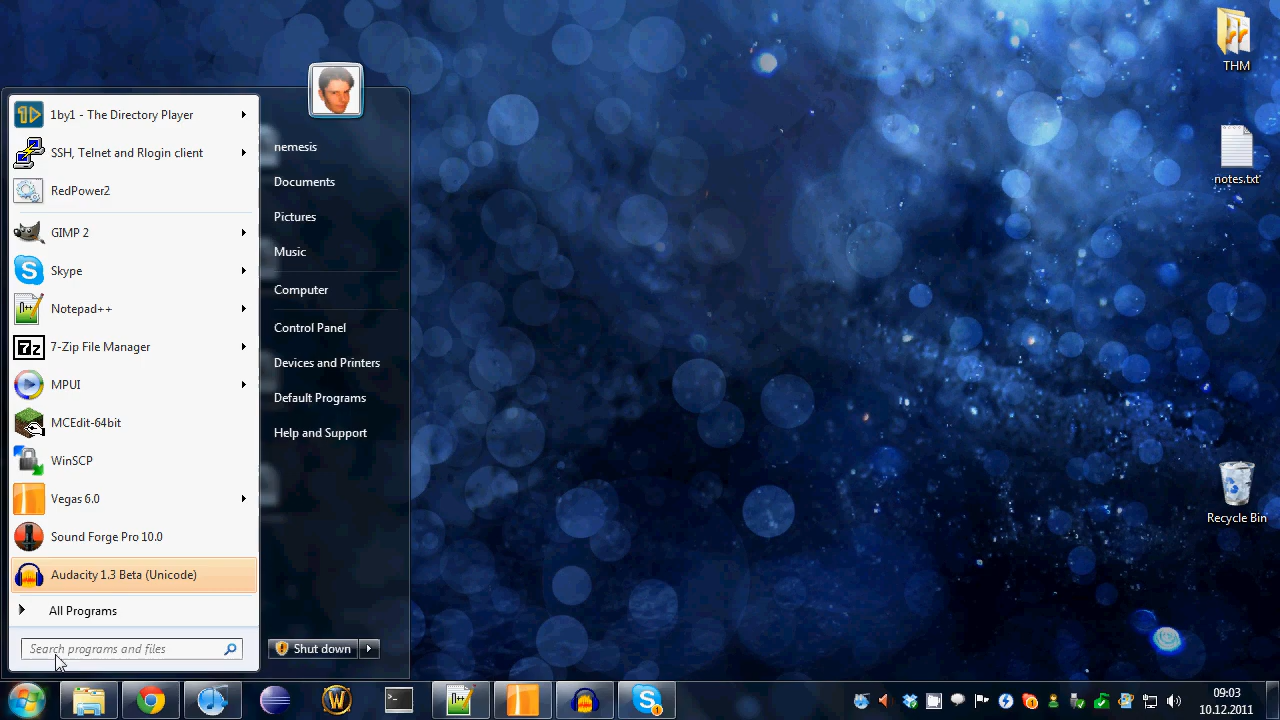 THM
notes.txt
Recycle Bin
1by1 - The Directory Player
SSH, Telnet and Rlogin client
RedPower2
GIMP 2
Skype
Notepad++
7-Zip File Manager
MPUI
MCEdit-64bit
WinSCP
Vegas 6.0
Sound Forge Pro 10.0
Audacity 1.3 Beta (Unicode)
All Programs
Search programs and files
nemesis
Documents
Pictures
Music
Computer
Control Panel
Devices and Printers
Default Programs
Help and Support
Shut down
09:03
10.12.2011